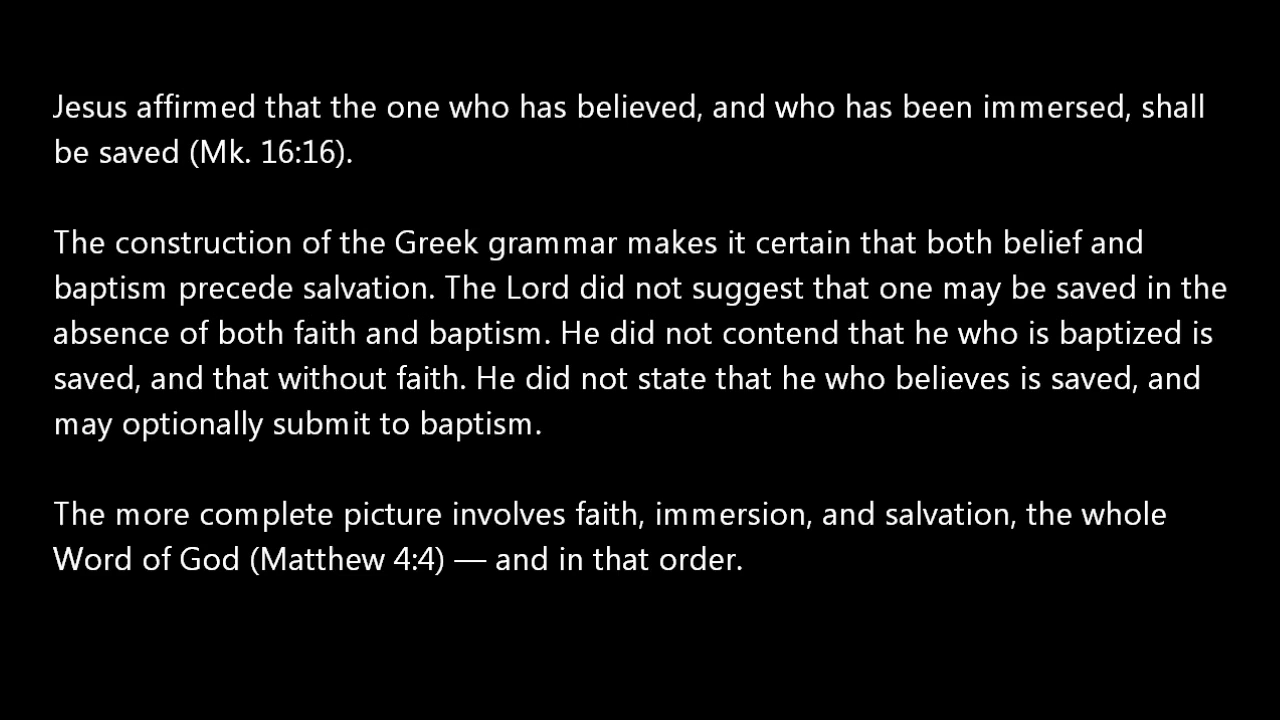 Jesus affirmed that the one who has believed, and who has been immersed, shall
be saved (Mk. 16:16).
The construction of the Greek grammar makes it certain that both belief and
baptism precede salvation. The Lord did not suggest that one may be saved in the
absence of both faith and baptism. He did not contend that he who is baptized is
saved, and that without faith. He did not state that he who believes is saved, and
may optionally submit to baptism.
The more complete picture involves faith, immersion, and salvation, the whole
Word of God (Matthew 4:4) — and in that order.